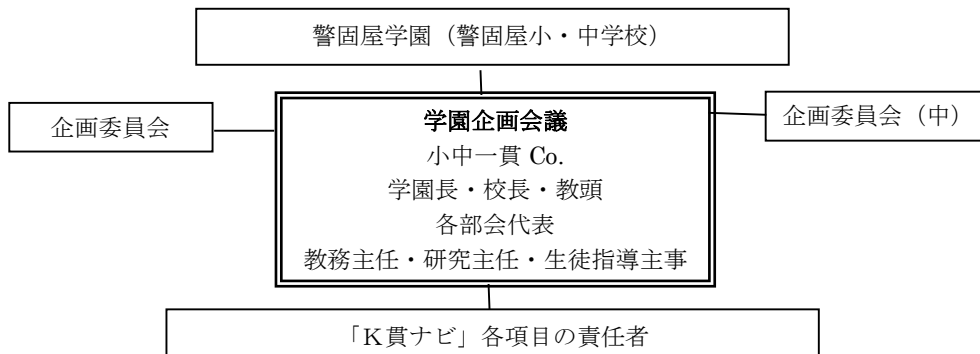 警固屋学園（警固屋小・中学校）
企画委員会
学園企画会議
小中一貫 Co.
学園長・校長・教頭
各部会代表
教務主任・研究主任・生徒指導主事
企画委員会（中）
「Ｋ貫ナビ」各項目の責任者